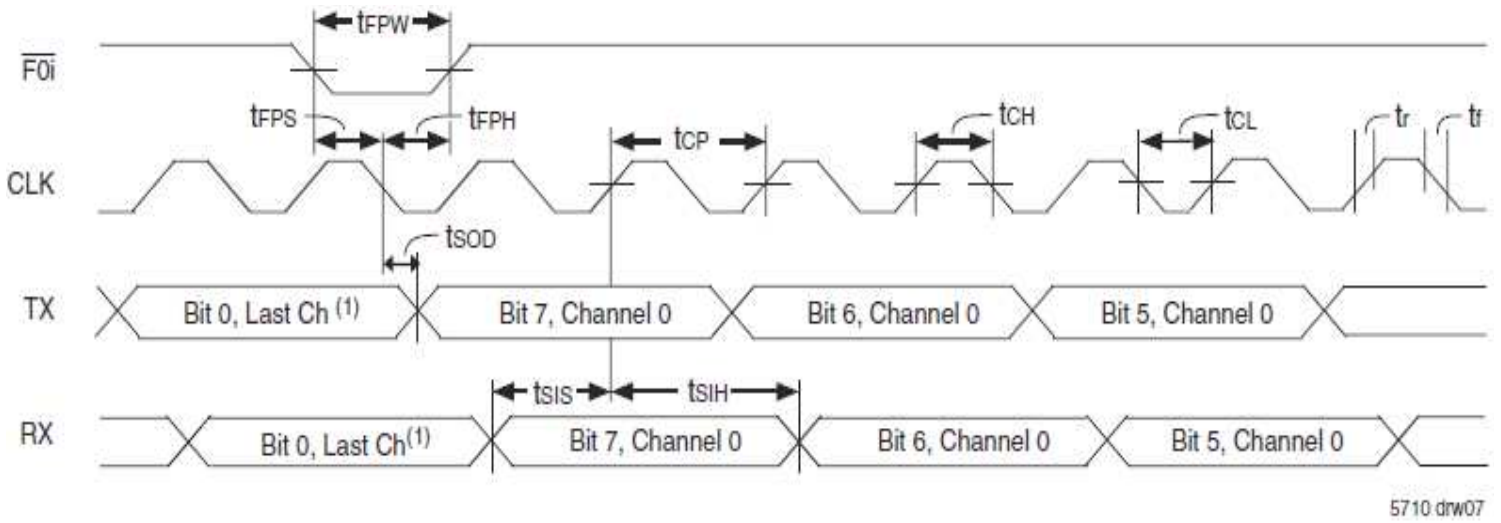 tFPW
F0i
tFPS
tFPH
tCP
tCH
tCL
tr
tf
CLK
tSOD
TX
Bit 0, Last Ch (1)
Bit 7, Channel 0
Bit 6, Channel 0
Bit 5, Channel 0
tSIS
tSIH
RX
Bit 0, Last Ch(1)
Bit 7, Channel 0
Bit 6, Channel 0
Bit 5, Channel 0
5710 drw07